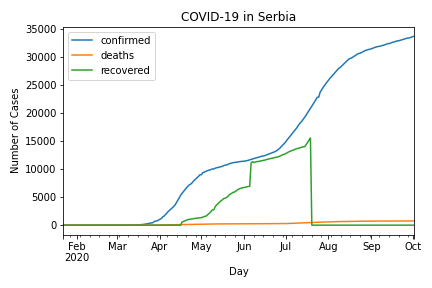 COVID-19 in Serbia
confirmed
deaths
recovered
Number of Cases
35000
30000
25000
20000
15000
10000
5000
0
Feb Mar Apr May Jun Jul Aug Sep Oct
2020
Day